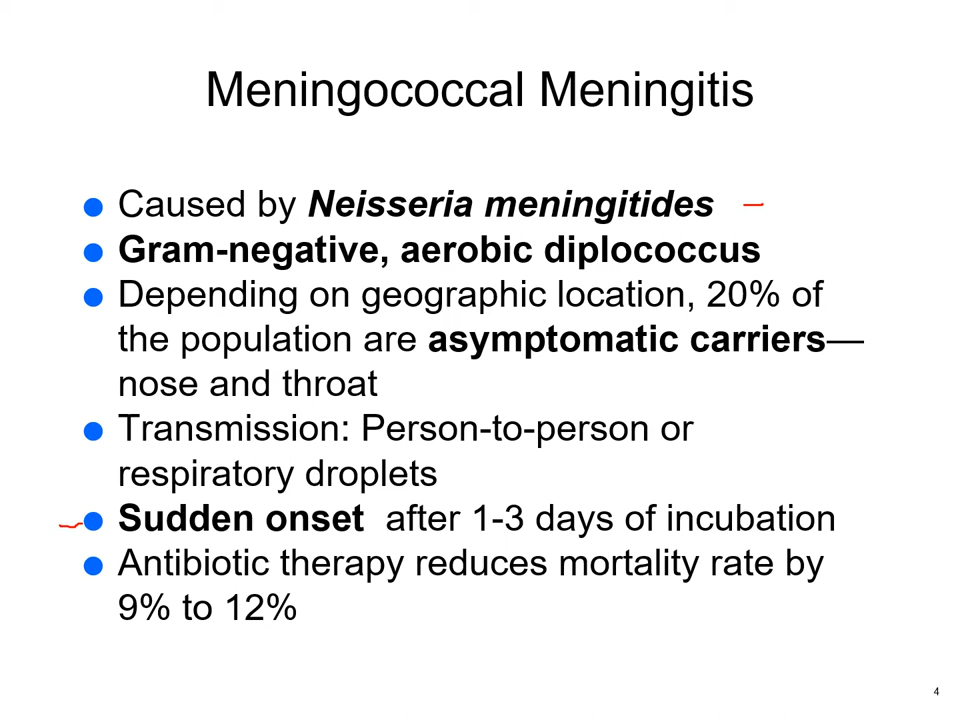 Meningococcal Meningitis
Caused by Neisseria meningitides
Gram-negative, aerobic diplococcus
Depending on geographic location, 20% of
the population are asymptomatic carriers—
nose and throat
Transmission: Person-to-person or
respiratory droplets
Sudden onset after 1-3 days of incubation
Antibiotic therapy reduces mortality rate by
9% to 12%
4